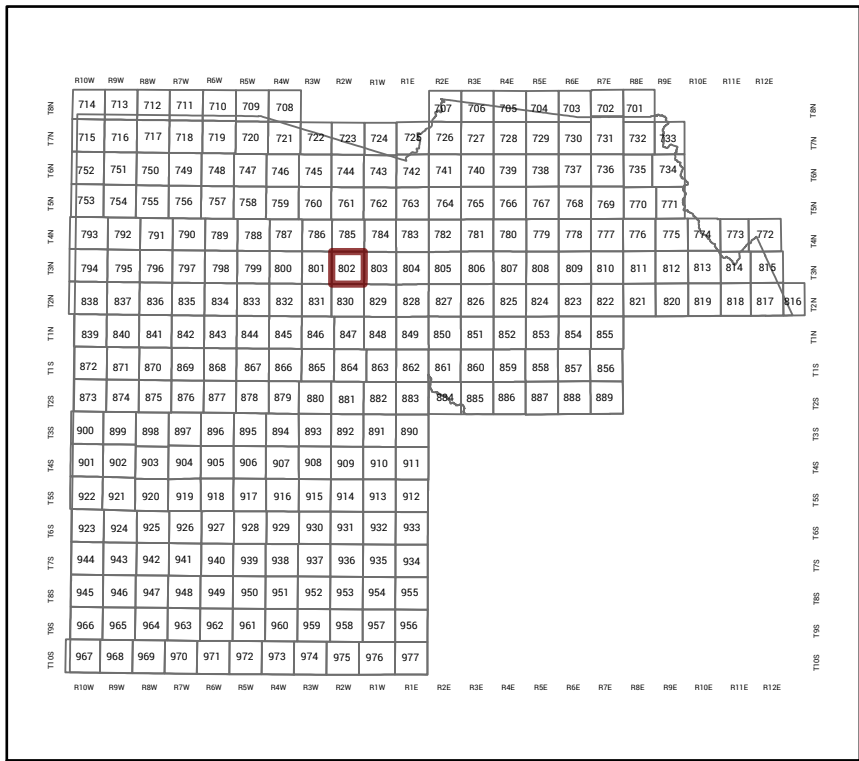 R10W R9W R8W R7W R6W R5W R4W R3W R2W R1W R1E R2E R3E R4E R5E R6E R7E R8E R9E R10E R11E R12E
T8N 714 713 712 711 710 709 708 707 706 705 704 703 702 701 T8N
T7N 715 716 717 718 719 720 721 722 723 724 725 726 727 728 729 730 731 732 733 T7N
T6N 752 751 750 749 748 747 746 745 744 743 742 741 740 739 738 737 736 735 734 T6N
T5N 753 754 755 756 757 758 759 760 761 762 763 764 765 766 767 768 769 770 771 T5N
T4N 793 792 791 790 789 788 787 786 785 784 783 782 781 780 779 778 777 776 775 774 773 772 T4N
T3N 794 795 796 797 798 799 800 801 802 803 804 805 806 807 808 809 810 811 812 813 814 815 T3N
T2N 838 837 836 835 834 833 832 831 830 829 828 827 826 825 824 823 822 821 820 819 818 817 816 T2N
T1N 839 840 841 842 843 844 845 846 847 848 849 850 851 852 853 854 855 T1N
T1S 872 871 870 869 868 867 866 865 864 863 862 861 860 859 858 857 856 T1S
T2S 873 874 875 876 877 878 879 880 881 882 883 884 885 886 887 888 889 T2S
T3S 900 899 898 897 896 895 894 893 892 891 890 T3S
T4S 901 902 903 904 905 906 907 908 909 910 911 T4S
T5S 922 921 920 919 918 917 916 915 914 913 912 T5S
T6S 923 924 925 926 927 928 929 930 931 932 933 T6S
T7S 944 943 942 941 940 939 938 937 936 935 934 T7S
T8S 945 946 947 948 949 950 951 952 953 954 955 T8S
T9S 966 965 964 963 962 961 960 959 958 957 956 T9S
T10S 967 968 969 970 971 972 973 974 975 976 977 T10S
R10W R9W R8W R7W R6W R5W R4W R3W R2W R1W R1E R2E R3E R4E R5E R6E R7E R8E R9E R10E R11E R12E